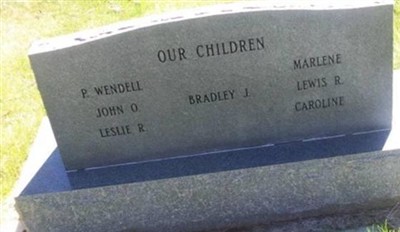 OUR CHILDREN
P. WENDELL
JOHN O.
LESLIE R.
BRADLEY J.
MARLENE
LEWIS R.
CAROLINE